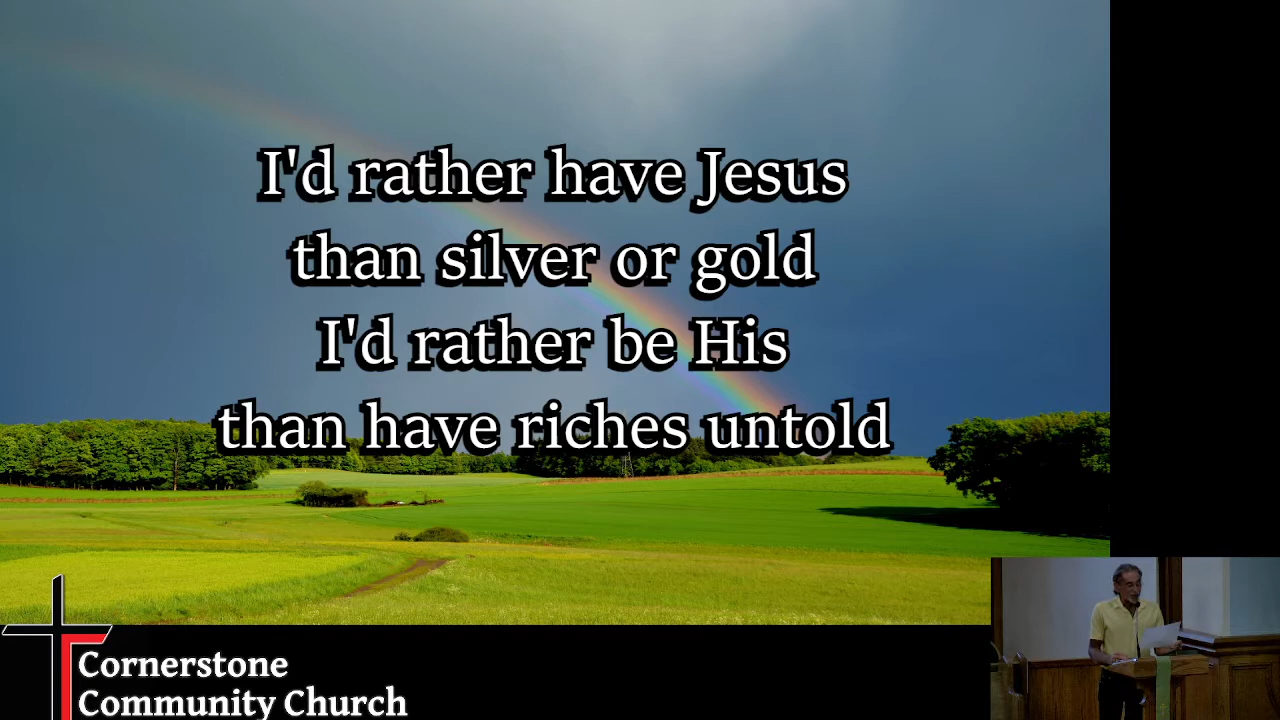 I'd rather have Jesus
than silver or gold
I'd rather be His
than have riches untold
Cornerstone
Community Church